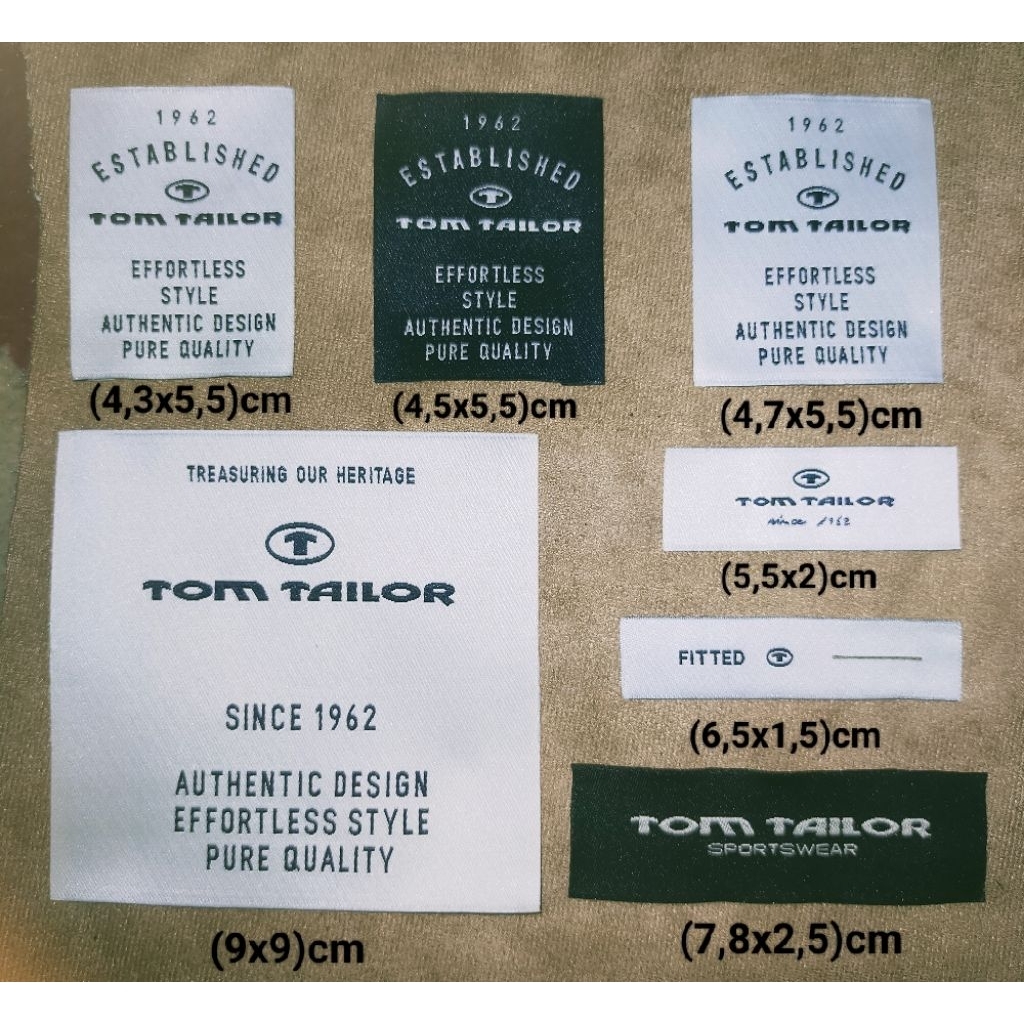 1962
ESTABLISHED
T
TOM TAILOR
EFFORTLESS
STYLE
AUTHENTIC DESIGN
PURE QUALITY
(4,3x5,5)cm
1962
ESTABLISHED
T
TOM TAILOR
EFFORTLESS
STYLE
AUTHENTIC DESIGN
PURE QUALITY
(4,5x5,5)cm
1962
ESTABLISHED
T
TOM TAILOR
EFFORTLESS
STYLE
AUTHENTIC DESIGN
PURE QUALITY
(4,7x5,5)cm
TREASURING OUR HERITAGE
T
TOM TAILOR
SINCE 1962
AUTHENTIC DESIGN
EFFORTLESS STYLE
PURE QUALITY
(9x9)cm
T
TOM TAILOR
since 1962
(5,5x2)cm
FITTED T
(6,5x1,5)cm
TOM TAILOR
SPORTSWEAR
(7,8x2,5)cm